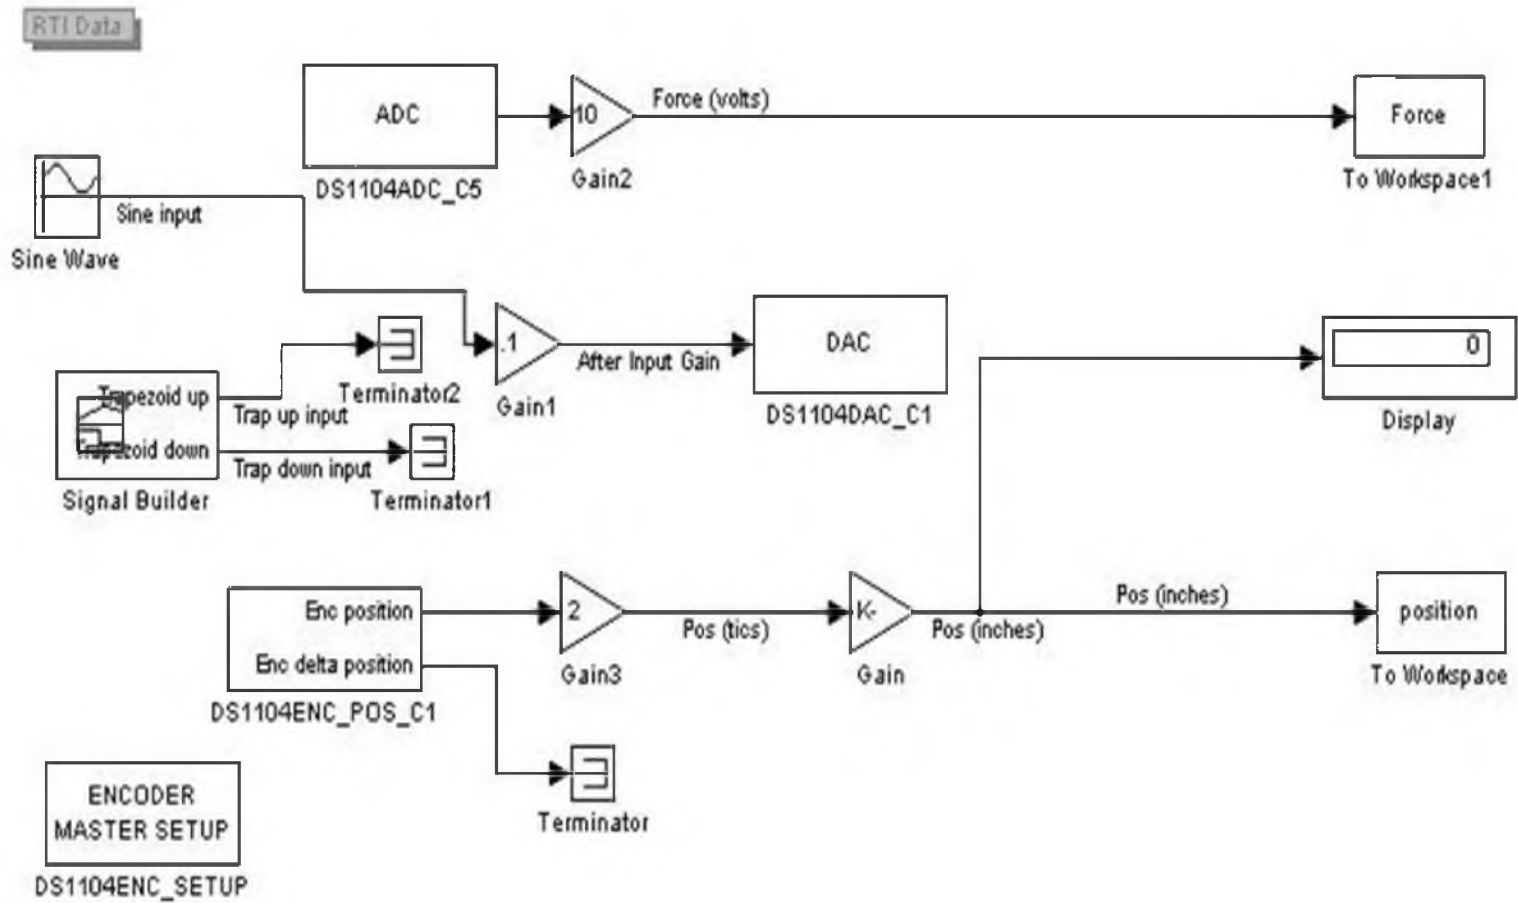 RTI Data
ADC
DS1104ADC_C5
10
Gain2
Force (volts)
Force
To Workspace1
Sine input
Sine Wave
Terminator2
.1
Gain1
After Input Gain
DAC
DS1104DAC_C1
0
Display
Trapezoid up
Trap up input
Trapezoid down
Trap down input
Signal Builder
Terminator1
Enc position
Enc delta position
DS1104ENC_POS_C1
2
Gain3
Pos (tics)
K-
Gain
Pos (inches)
Pos (inches)
position
To Workspace
Terminator
ENCODER
MASTER SETUP
DS1104ENC_SETUP